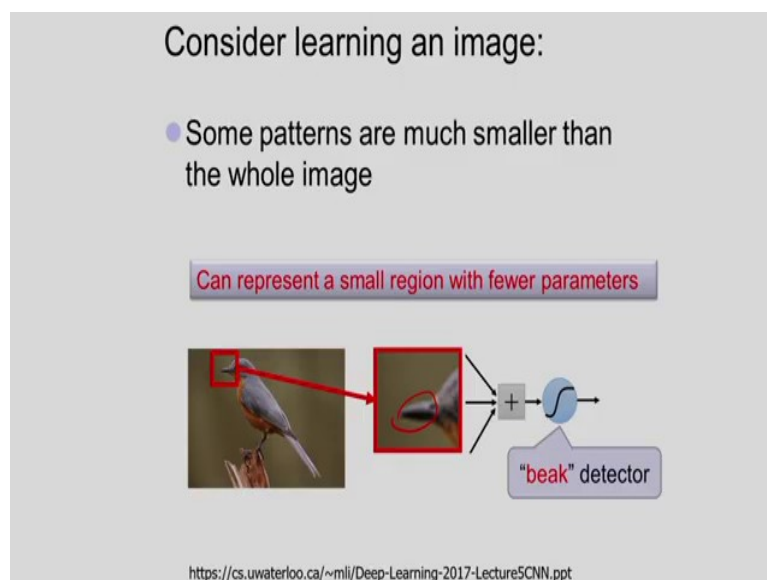 Consider learning an image:
Some patterns are much smaller than
the whole image
Can represent a small region with fewer parameters
+
“beak” detector
https://cs.uwaterloo.ca/~mli/Deep-Learning-2017-Lecture5CNN.ppt